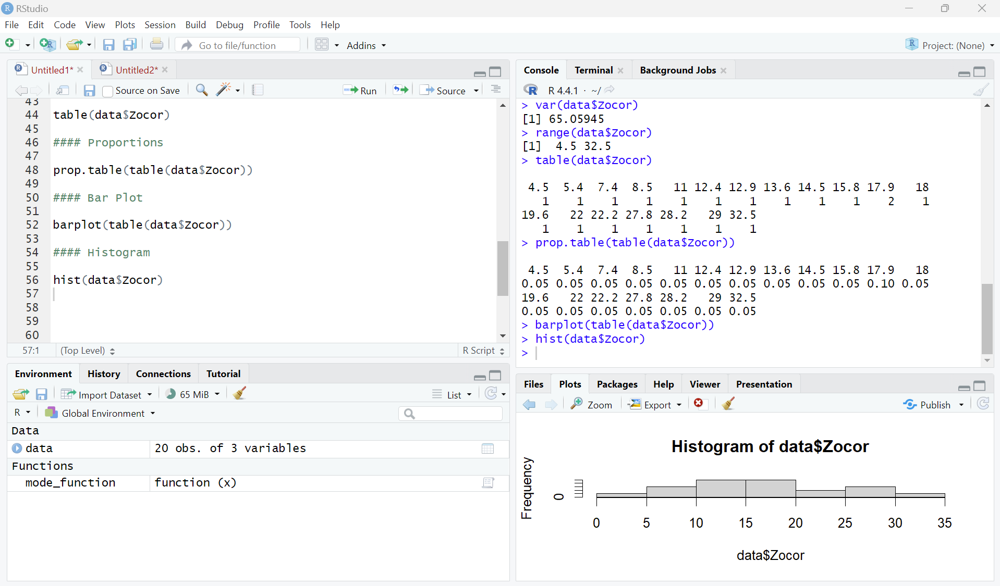 RStudio
File Edit Code View Plots Session Build Debug Profile Tools Help
Go to file/function Addins Project: (None)
Untitled1* Untitled2*
Source on Save Run Source
43
44 table(data$Zocor)
45
46 #### Proportions
47
48 prop.table(table(data$Zocor))
49
50 #### Bar Plot
51
52 barplot(table(data$Zocor))
53
54 #### Histogram
55
56 hist(data$Zocor)
57
58
59
60
57:1 (Top Level) R Script
Console Terminal Background Jobs
R 4.4.1 · ~/
> var(data$Zocor)
[1] 65.05945
> range(data$Zocor)
[1]  4.5 32.5
> table(data$Zocor)
4.5 5.4 7.4 8.5 11 12.4 12.9 13.6 14.5 15.8 17.9 18
1 1 1 1 1 1 1 1 1 1 2 1
19.6 22 22.2 27.8 28.2 29 32.5
1 1 1 1 1 1 1
> prop.table(table(data$Zocor))
4.5 5.4 7.4 8.5 11 12.4 12.9 13.6 14.5 15.8 17.9 18
0.05 0.05 0.05 0.05 0.05 0.05 0.05 0.05 0.05 0.05 0.10 0.05
19.6 22 22.2 27.8 28.2 29 32.5
0.05 0.05 0.05 0.05 0.05 0.05 0.05
> barplot(table(data$Zocor))
> hist(data$Zocor)
>
Environment History Connections Tutorial
Import Dataset 65 MiB List
R Global Environment
Data
data 20 obs. of 3 variables
Functions
mode_function function (x)
Files Plots Packages Help Viewer Presentation
Zoom Export Publish
Histogram of data$Zocor
Frequency
0
0 5 10 15 20 25 30 35
data$Zocor